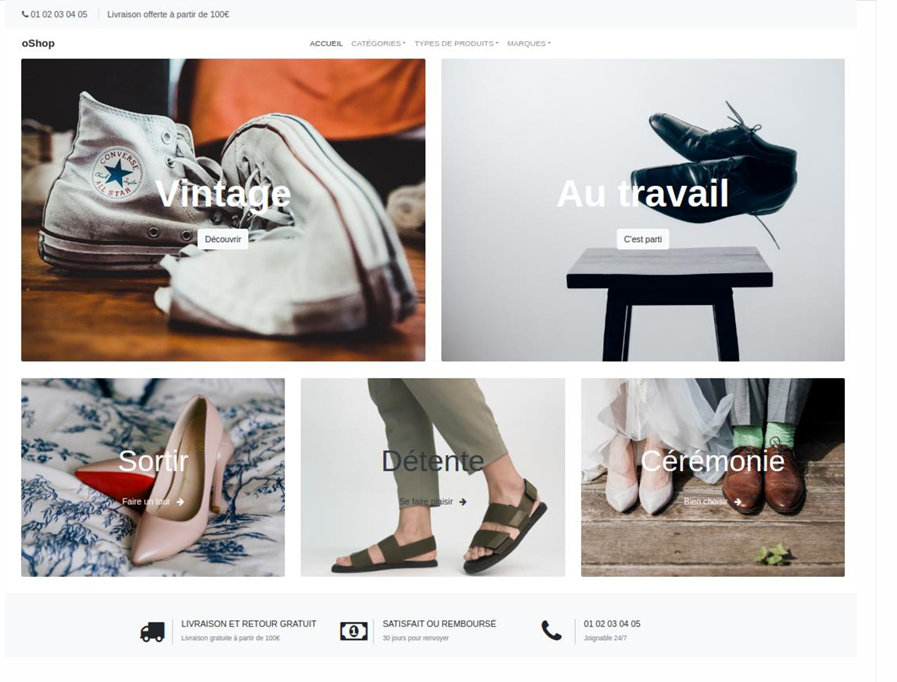 01 02 03 04 05 Livraison offerte à partir de 100€
oShop ACCUEIL CATÉGORIES TYPES DE PRODUITS MARQUES
CONVERSE
ALL STAR
Vintage
Découvrir
Au travail
C'est parti
Sortir
Faire un tour
Détente
Se faire plaisir
Cérémonie
Bien choisir
LIVRAISON ET RETOUR GRATUIT
Livraison gratuite à partir de 100€
SATISFAIT OU REMBOURSÉ
30 jours pour renvoyer
01 02 03 04 05
Joignable 24/7